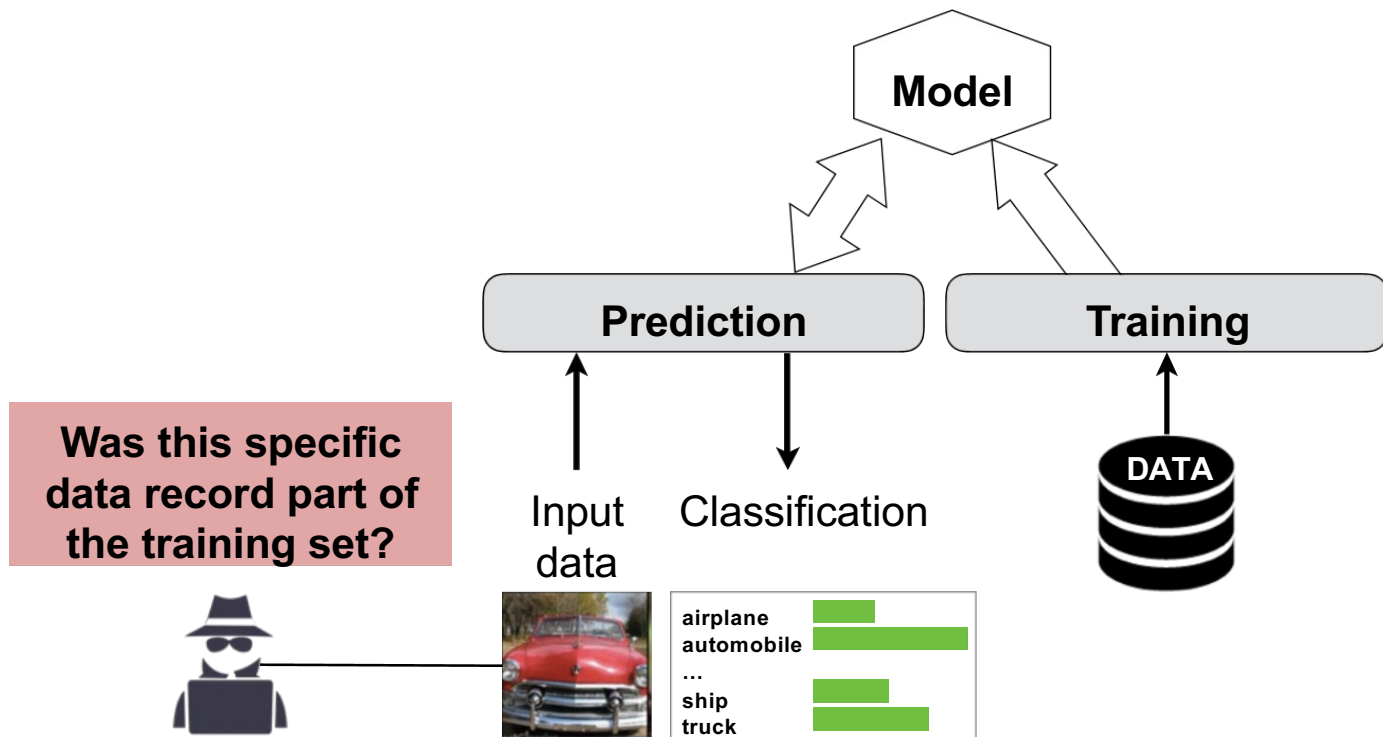 Model
Prediction
Training
Was this specific
data record part of
the training set?
Input
data
Classification
DATA
airplane
automobile
...
ship
truck